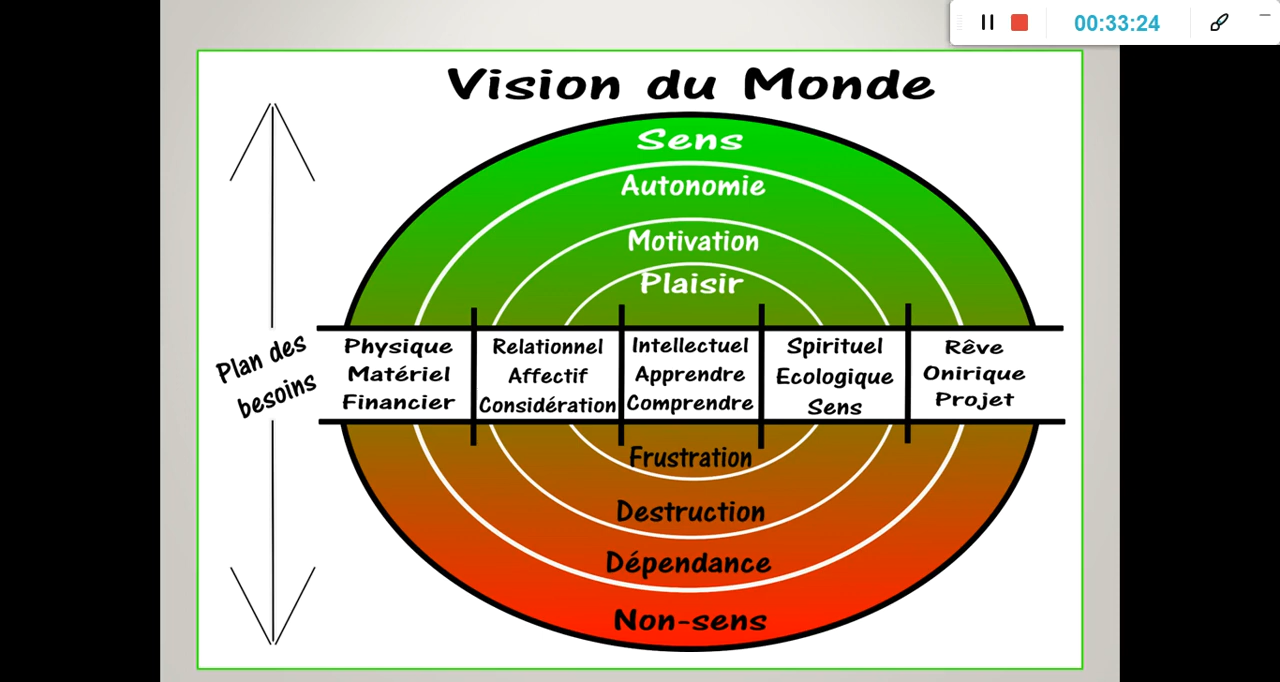 00:33:24
Vision du Monde
Sens
Autonomie
Motivation
Plaisir
Plan des
besoins
Physique
Matériel
Financier
Relationnel
Affectif
Considération
Intellectuel
Apprendre
Comprendre
Spirituel
Ecologique
Sens
Rêve
Onirique
Projet
Frustration
Destruction
Dépendance
Non-sens